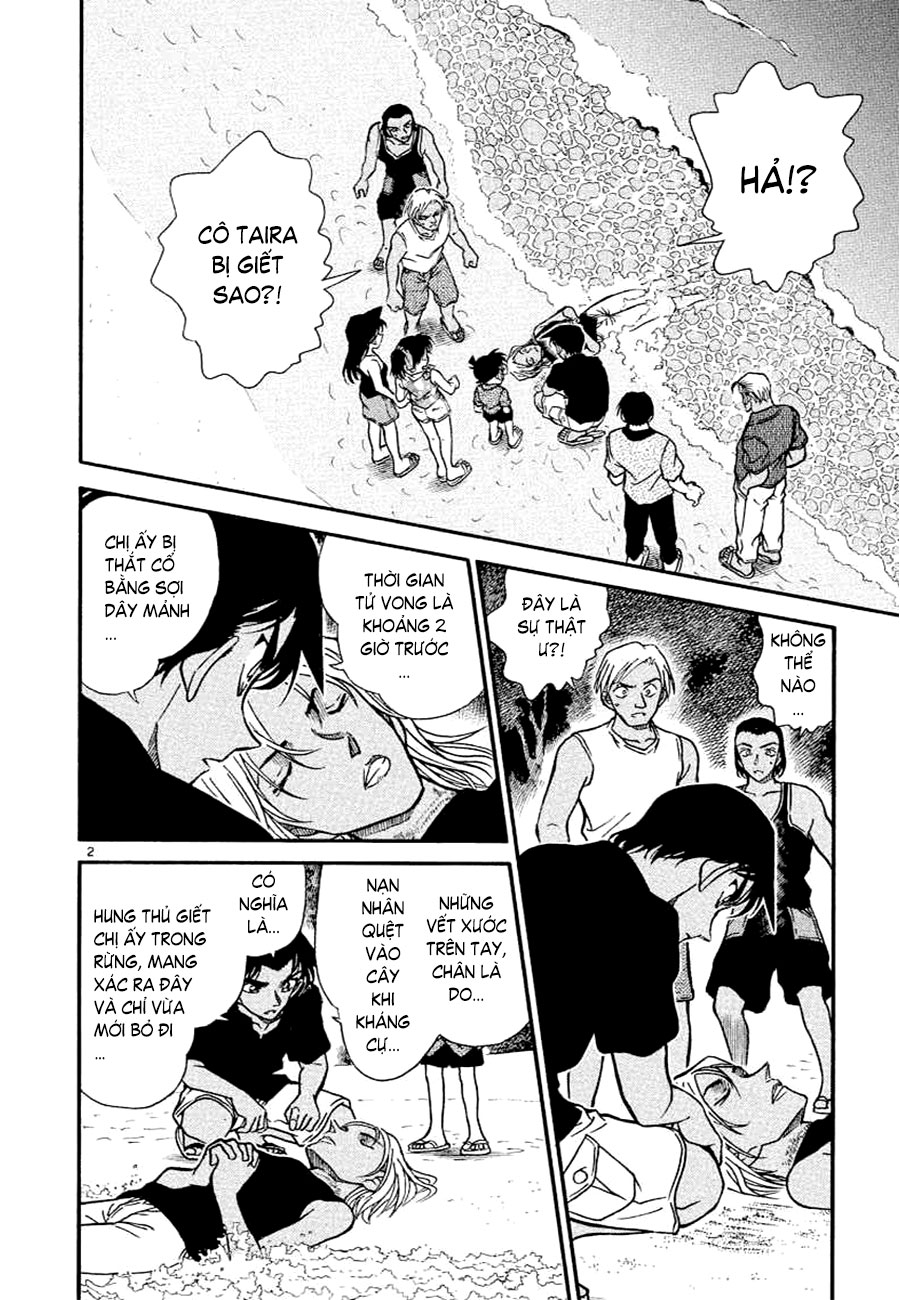 HẢ!?
CÔ TAIRA
BỊ GIẾT
SAO?!
KHÔNG
THỂ
NÀO
...
ĐÂY LÀ
SỰ THẬT
Ư?!
THỜI GIAN
TỬ VONG LÀ
KHOẢNG 2
GIỜ TRƯỚC
...
CHỊ ẤY BỊ
THẮT CỔ
BẰNG SỢI
DÂY MẢNH
...
2
NHỮNG
VẾT XƯỚC
TRÊN TAY,
CHÂN LÀ
DO...
NẠN
NHÂN
QUỆT
VÀO
CÂY
KHI
KHÁNG
CỰ...
CÓ
NGHĨA
LÀ...
HUNG THỦ GIẾT
CHỊ ẤY TRONG
RỪNG, MANG
XÁC RA ĐÂY
VÀ CHỈ VỪA
MỚI BỎ ĐI
...